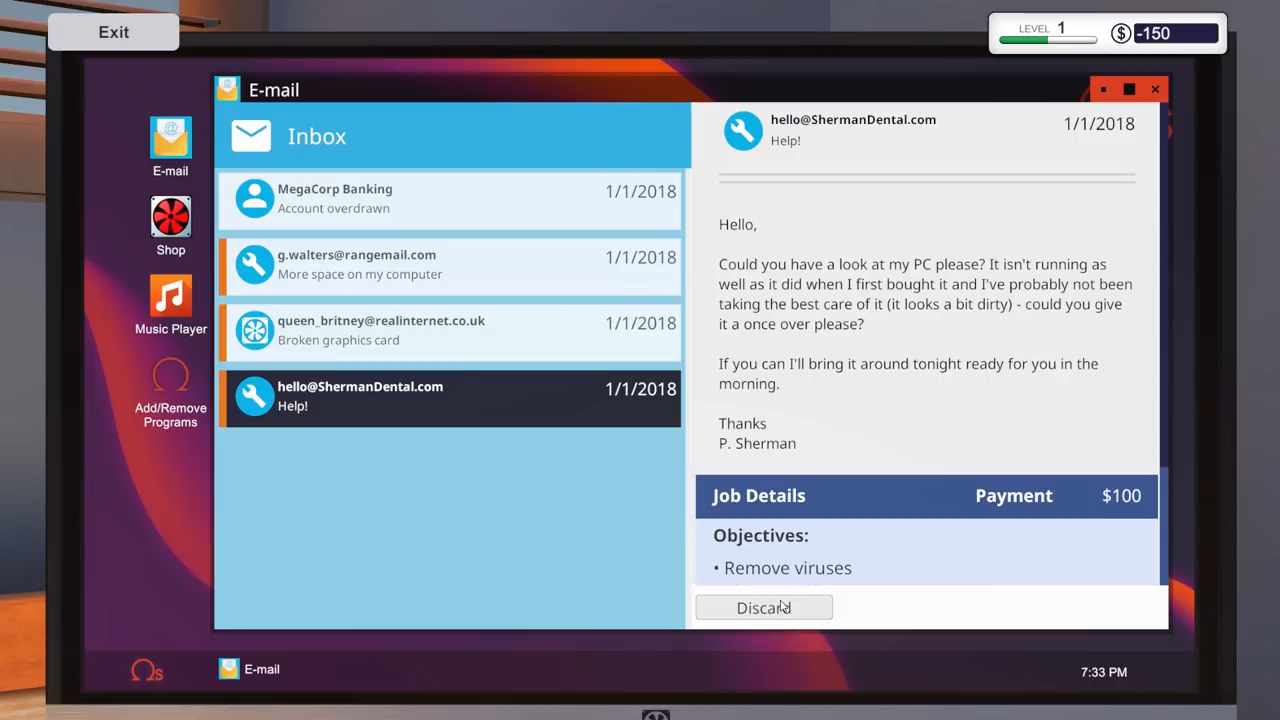 Exit
LEVEL 1
$ -150
E-mail
Inbox
hello@ShermanDental.com
1/1/2018
Help!
E-mail
Shop
Music Player
Add/Remove
Programs
MegaCorp Banking
1/1/2018
Account overdrawn
g.walters@rangemail.com
1/1/2018
More space on my computer
queen_britney@realinternet.co.uk
1/1/2018
Broken graphics card
hello@ShermanDental.com
1/1/2018
Help!
Hello,
Could you have a look at my PC please? It isn't running as
well as it did when I first bought it and I've probably not been
taking the best care of it (it looks a bit dirty) - could you give
it a once over please?
If you can I'll bring it around tonight ready for you in the
morning.
Thanks
P. Sherman
Job Details
Payment
$100
Objectives:
• Remove viruses
Discard
Ωs
E-mail
7:33 PM